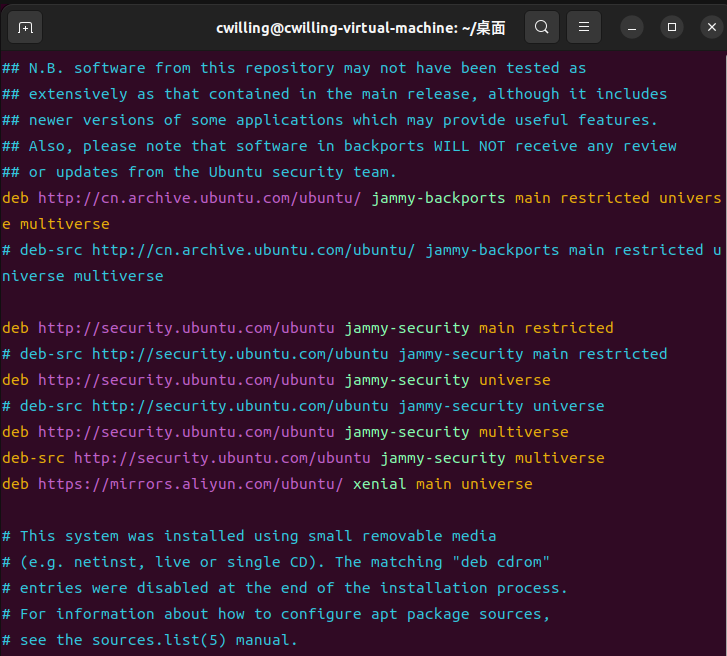 cwilling@cwilling-virtual-machine: ~/桌面
## N.B. software from this repository may not have been tested as
## extensively as that contained in the main release, although it includes
## newer versions of some applications which may provide useful features.
## Also, please note that software in backports WILL NOT receive any review
## or updates from the Ubuntu security team.
deb http://cn.archive.ubuntu.com/ubuntu/ jammy-backports main restricted univers
e multiverse
# deb-src http://cn.archive.ubuntu.com/ubuntu/ jammy-backports main restricted u
niverse multiverse
deb http://security.ubuntu.com/ubuntu jammy-security main restricted
# deb-src http://security.ubuntu.com/ubuntu jammy-security main restricted
deb http://security.ubuntu.com/ubuntu jammy-security universe
# deb-src http://security.ubuntu.com/ubuntu jammy-security universe
deb http://security.ubuntu.com/ubuntu jammy-security multiverse
deb-src http://security.ubuntu.com/ubuntu jammy-security multiverse
deb https://mirrors.aliyun.com/ubuntu/ xenial main universe
# This system was installed using small removable media
# (e.g. netinst, live or single CD). The matching "deb cdrom"
# entries were disabled at the end of the installation process.
# For information about how to configure apt package sources,
# see the sources.list(5) manual.